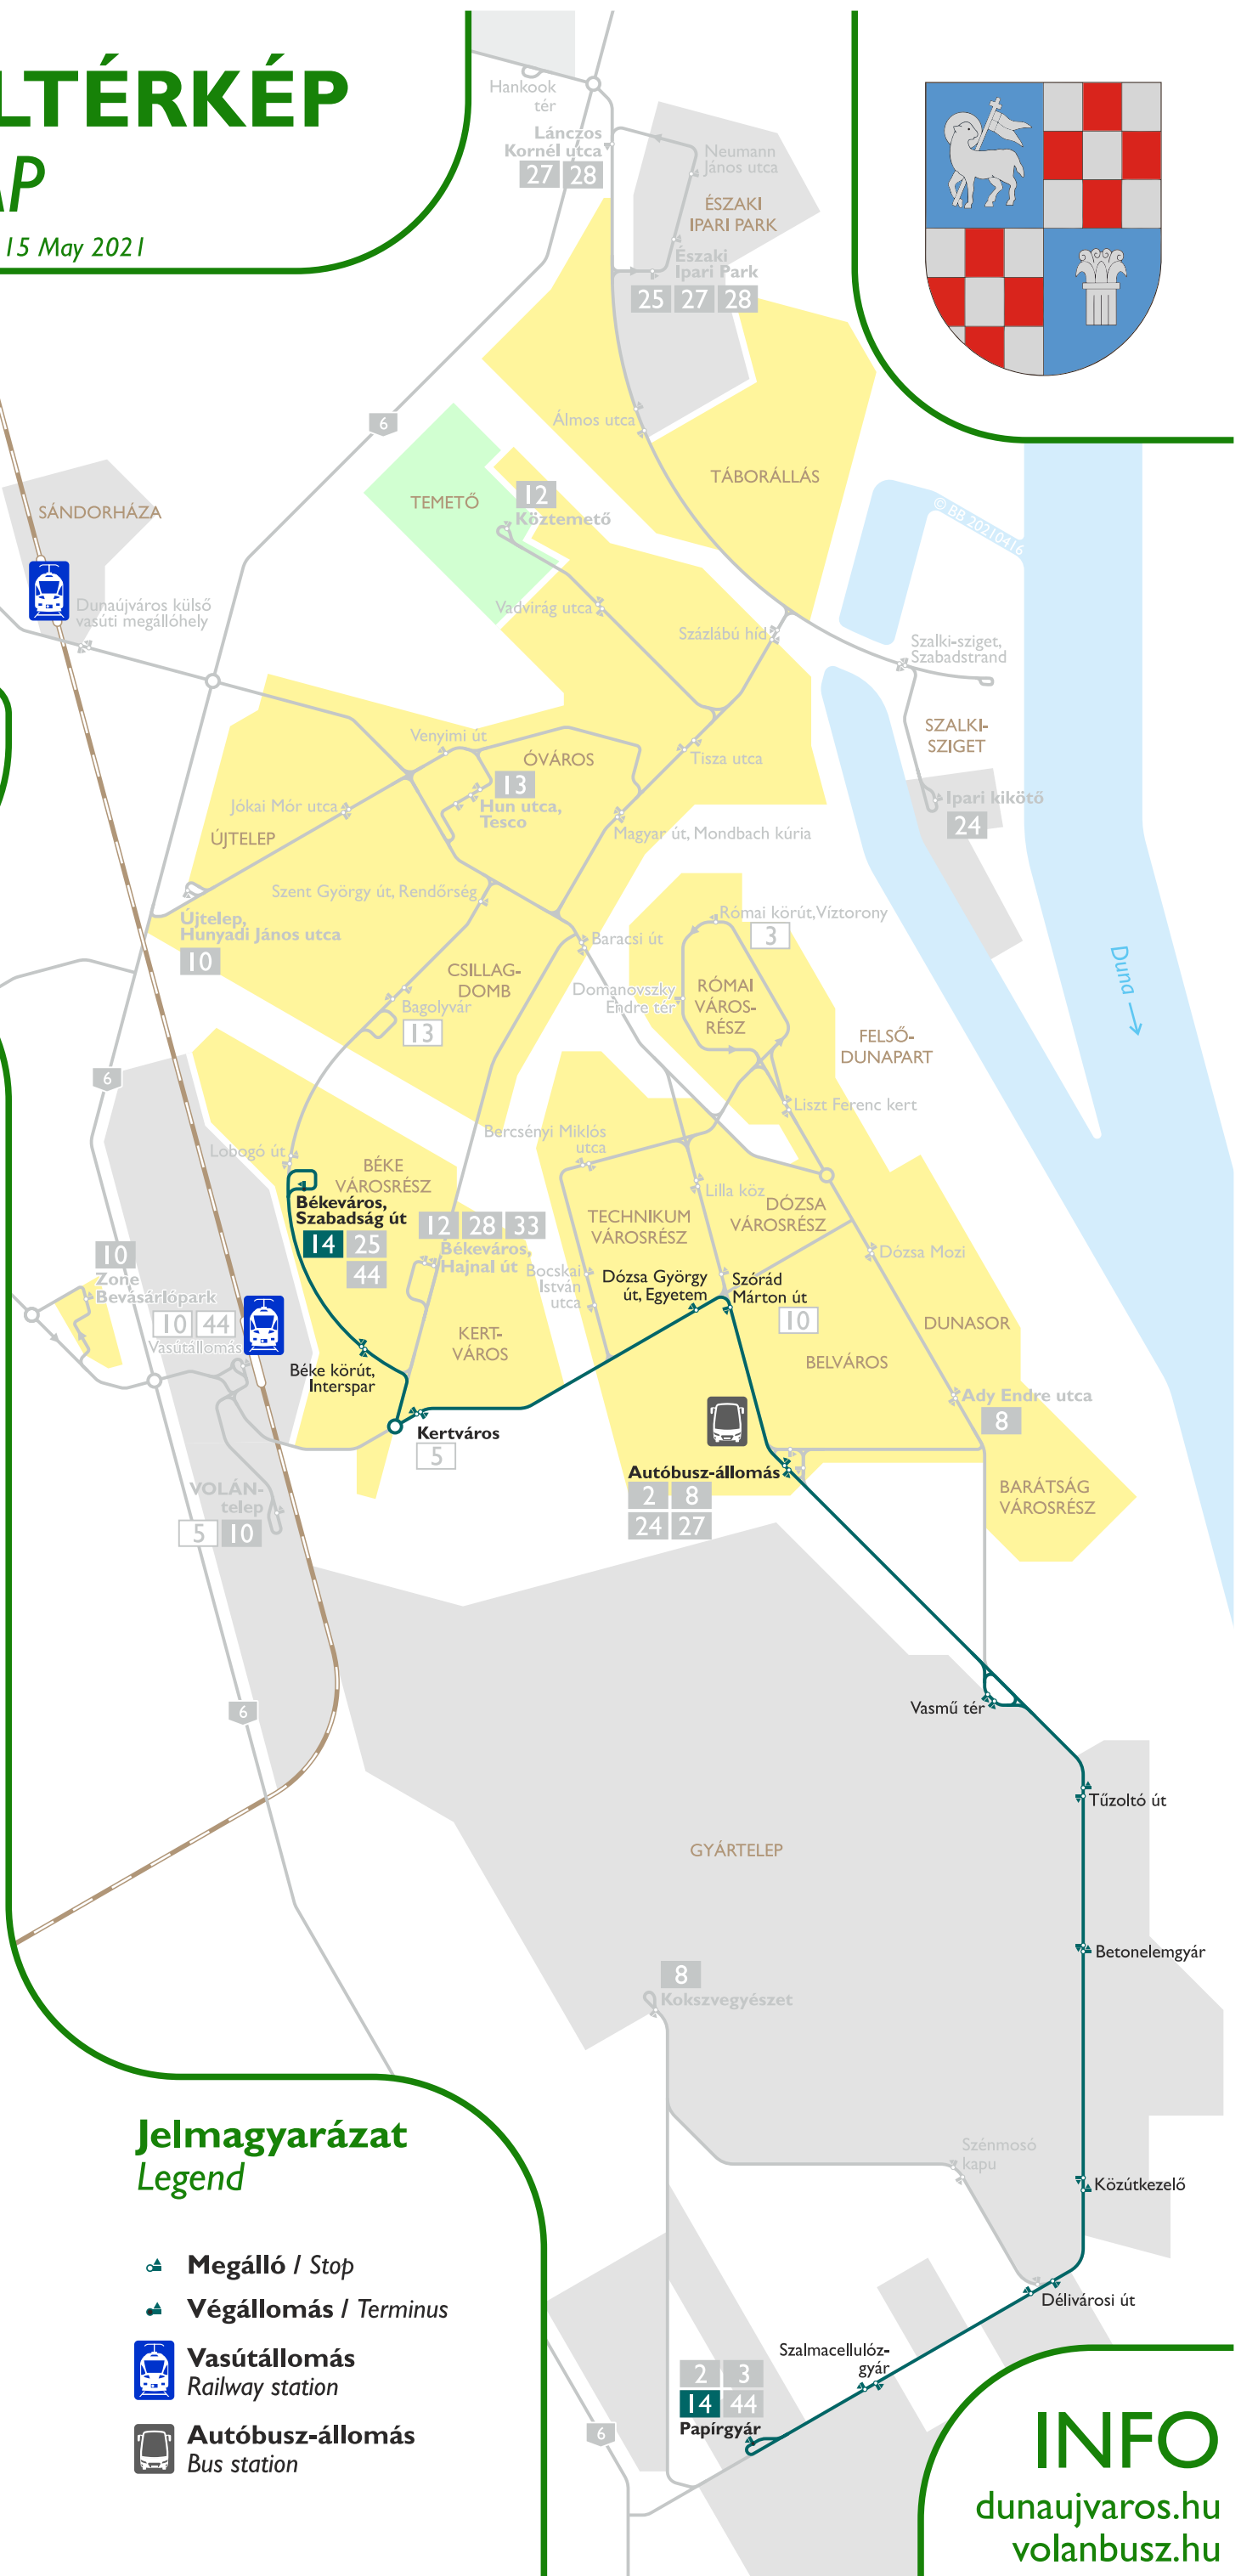 LTÉRKÉP
AP
15 May 2021
Hankook
tér
Lánczos
Kornél utca
27 28
Neumann
János utca
ÉSZAKI
IPARI PARK
Északi
Ipari Park
25 27 28
6
Álmos utca
TÁBORÁLLÁS
TEMETŐ
12
Köztemető
SÁNDORHÁZA
© BB 20210416
Dunaújváros külső
vasúti megállóhely
Vadvirág utca
Százlábú híd
Szalki-sziget,
Szabadstrand
SZALKI-
SZIGET
Venyimi út
ÓVÁROS
Tisza utca
13
Hun utca,
Tesco
Jókai Mór utca
ÚJTELEP
Magyar út, Mondbach kúria
Ipari kikötő
24
Szent György út, Rendőrség
Újtelep,
Hunyadi János utca
10
Római körút, Víztorony
3
Baracsi út
CSILLAG-
DOMB
Bagolyvár
13
Domanovszky
Endre tér
RÓMAI
VÁROS-
RÉSZ
FELSŐ-
DUNAPART
Duna →
6
Liszt Ferenc kert
Bercsényi Miklós
utca
Lobogó út
BÉKE
VÁROSRÉSZ
Békeváros,
Szabadság út
14 25
44
12 28 33
Békeváros,
Hajnal út
Lilla köz
TECHNIKUM
VÁROSRÉSZ
DÓZSA
VÁROSRÉSZ
Dózsa Mozi
10
Zone
Bevásárlópark
10 44
Vasútállomás
Bocskai
István
utca
Dózsa György
út, Egyetem
Szórád
Márton út
10
KERT-
VÁROS
DUNASOR
BELVÁROS
Béke körút,
Interspar
Ady Endre utca
8
Kertváros
5
Autóbusz-állomás
2 8
24 27
VOLÁN-
telep
5 10
BARÁTSÁG
VÁROSRÉSZ
6
Vasmű tér
Tűzoltó út
GYÁRTELEP
Betonelemgyár
8
Kokszvegyészet
Szénmosó
kapu
Közútkezelő
Délivárosi út
Szalmacellulóz-
gyár
2 3
14 44
Papírgyár
6
Jelmagyarázat
Legend
Megálló / Stop
Végállomás / Terminus
Vasútállomás
Railway station
Autóbusz-állomás
Bus station
INFO
dunaujvaros.hu
volanbusz.hu